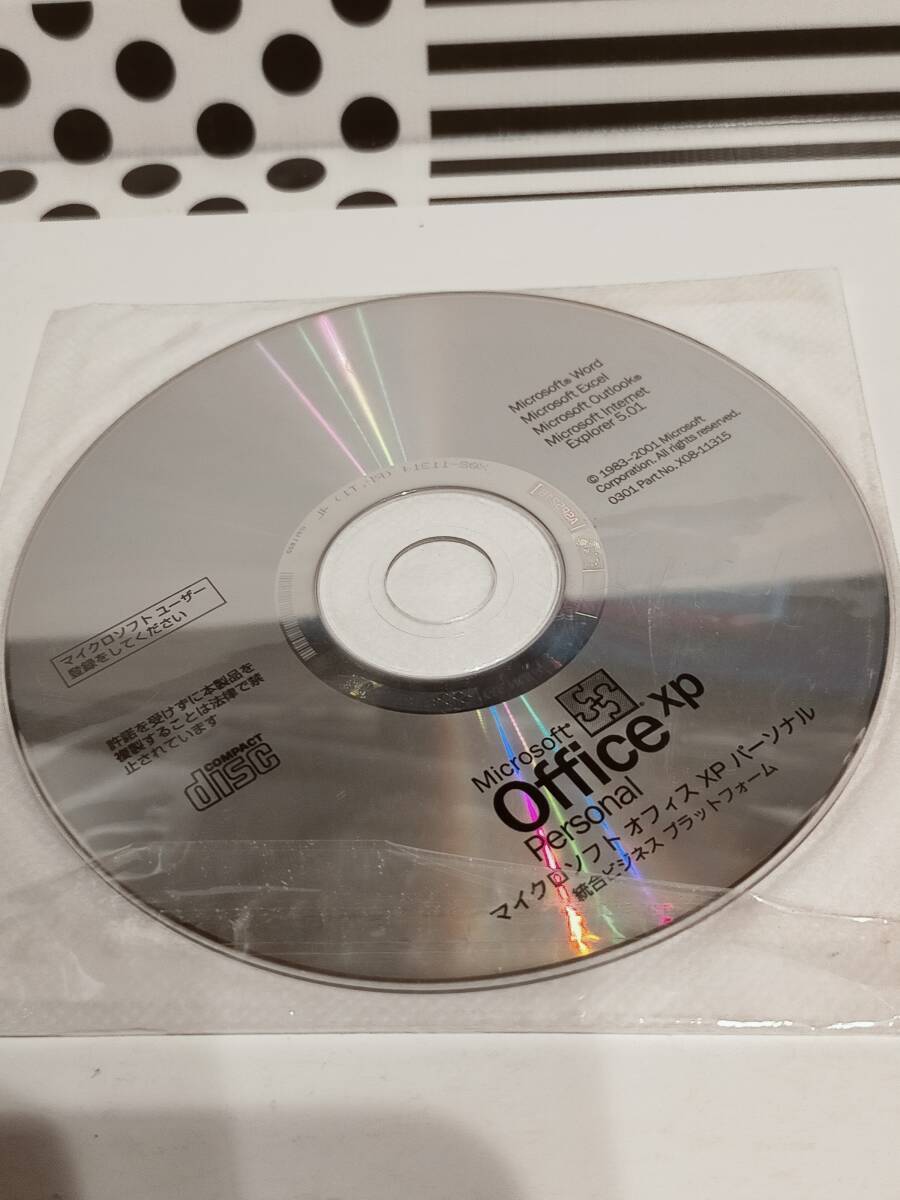 Microsoft® Word
Microsoft Excel
Microsoft Outlook®
Microsoft Internet
Explorer 5.01
© 1983–2001 Microsoft
Corporation. All rights reserved.
0301 Part No. X08-11315
マイクロソフト ユーザー
登録をしてください
許諾を受けずに本製品を
複製することは法律で禁
止されています
COMPACT
disc
Microsoft®
Office xp
Personal
マイクロソフト オフィス XP パーソナル
統合ビジネス プラットフォーム